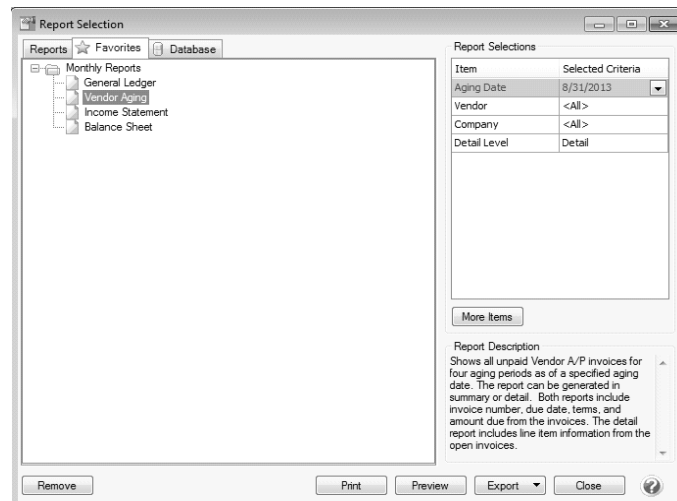 Report Selection
Reports Favorites Database
Monthly Reports
General Ledger
Vendor Aging
Income Statement
Balance Sheet
Remove
Report Selections
Item Selected Criteria
Aging Date 8/31/2013
Vendor <All>
Company <All>
Detail Level Detail
More Items
Report Description
Shows all unpaid Vendor A/P invoices for
four aging periods as of a specified aging
date. The report can be generated in
summary or detail. Both reports include
invoice number, due date, terms, and
amount due from the invoices. The detail
report includes line item information from the
open invoices.
Print Preview Export Close ?